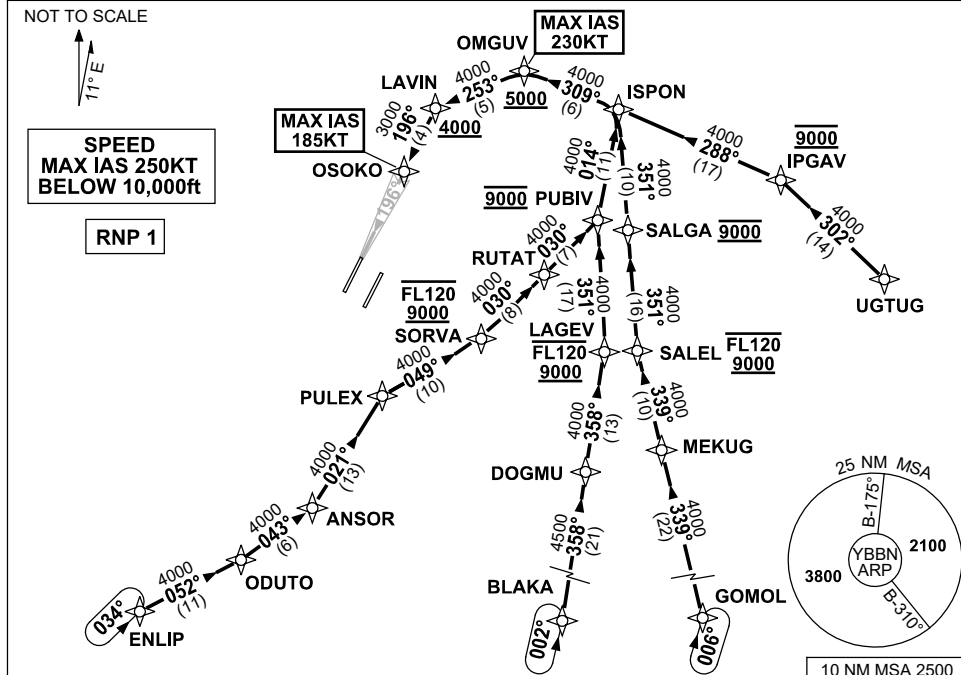 NOT TO SCALE
11° E
SPEED
MAX IAS 250KT
BELOW 10,000ft
RNP 1
MAX IAS
230KT
OMGUV
5000
4000
253°
(5)
LAVIN
4000
3000
196°
(4)
MAX IAS
185KT
OSOKO
196°
4000
309°
(6)
ISPON
4000
288°
(17)
9000
IPGAV
4000
302°
(14)
UGTUG
4000
014°
(11)
4000
351°
(10)
9000 PUBIV
SALGA 9000
4000
030°
(7)
RUTAT
4000
351°
(17)
4000
351°
(16)
4000
030°
(8)
FL120
9000
SORVA
LAGEV
FL120
9000
SALEL
FL120
9000
4000
049°
(10)
PULEX
4000
358°
(13)
4000
339°
(10)
MEKUG
DOGMU
4000
021°
(13)
ANSOR
4000
043°
(6)
ODUTO
4500
358°
(21)
4000
339°
(22)
BLAKA
GOMOL
4000
052°
(11)
034°
ENLIP
002°
006°
25 NM MSA
B-175°
YBBN
ARP
2100
3800
B-310°
10 NM MSA 2500